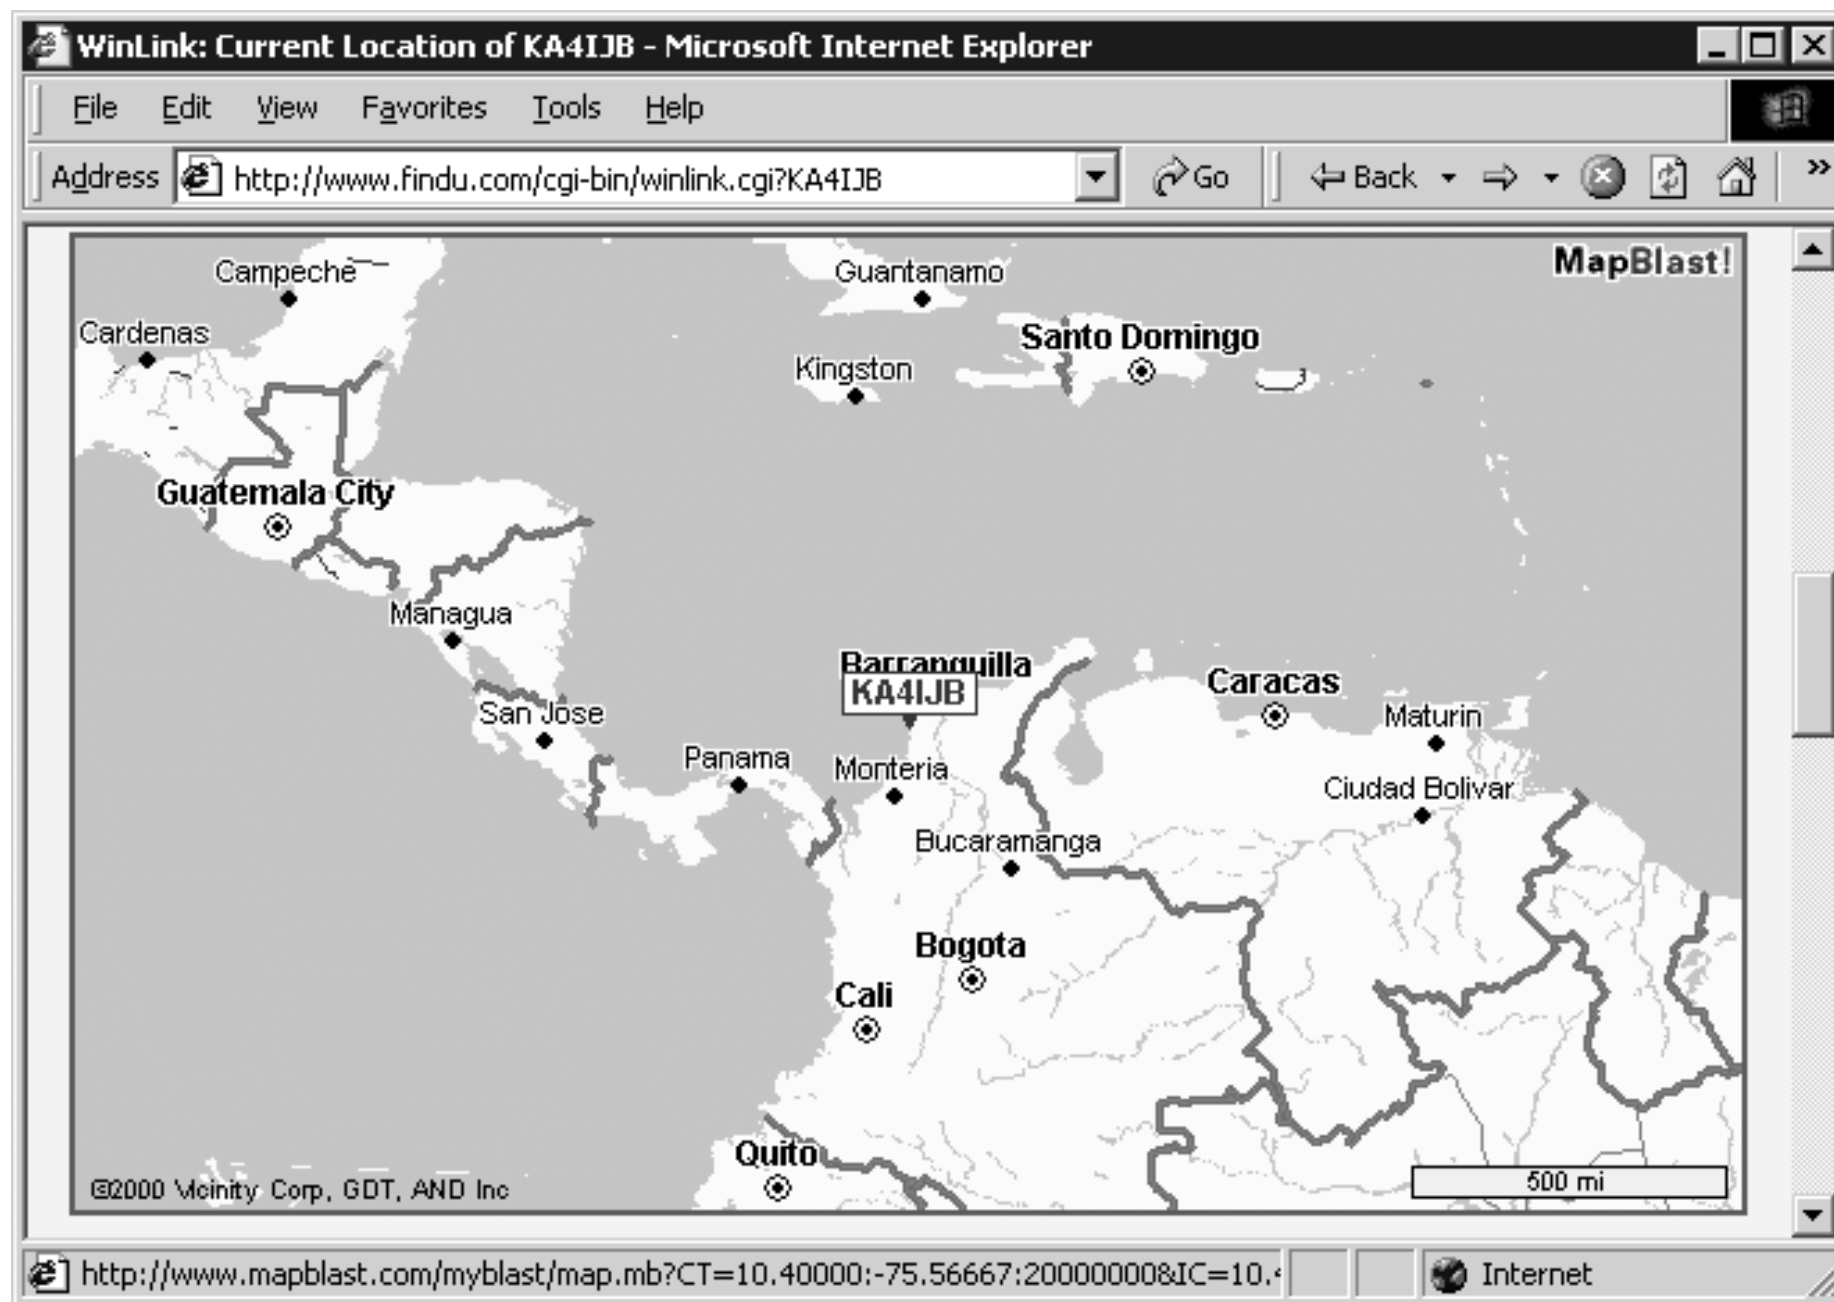 WinLink: Current Location of KA4IJB - Microsoft Internet Explorer
File Edit View Favorites Tools Help
Address http://www.findu.com/cgi-bin/winlink.cgi?KA4IJB Go Back »
MapBlast!
Campeche
Guantanamo
Cardenas
Santo Domingo
Kingston
Guatemala City
Managua
Barranquilla
KA4IJB
Caracas
San Jose
Maturin
Panama
Monteria
Ciudad Bolivar
Bucaramanga
Bogota
Cali
Quito
©2000 Vicinity Corp, GDT, AND Inc
500 mi
http://www.mapblast.com/myblast/map.mb?CT=10.40000:-75.56667:20000000&IC=10.4
Internet